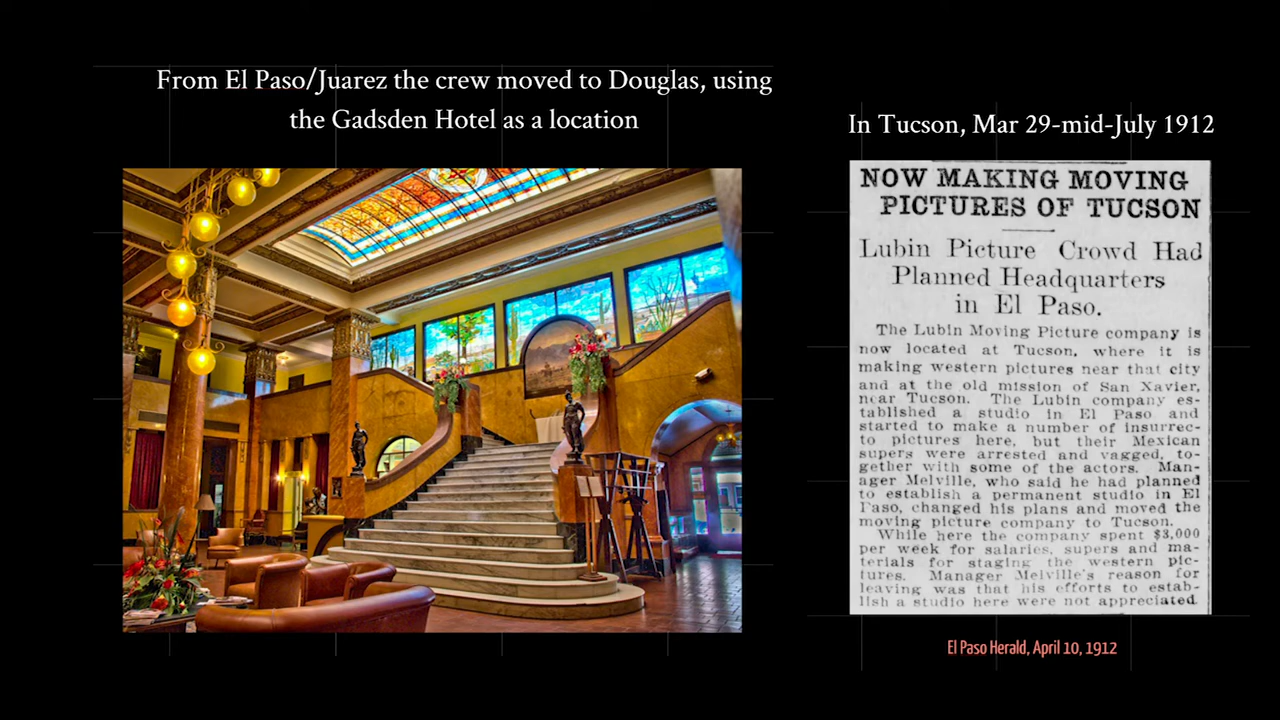 From El Paso/Juarez the crew moved to Douglas, using
the Gadsden Hotel as a location
In Tucson, Mar 29-mid-July 1912
NOW MAKING MOVING
PICTURES OF TUCSON
Lubin Picture Crowd Had
Planned Headquarters
in El Paso.
The Lubin Moving Picture company is
now located at Tucson, where it is
making western pictures near that city
and at the old mission of San Xavier,
near Tucson. The Lubin company es-
tablished a studio in El Paso and
started to make a number of insurrec-
to pictures here, but their Mexican
supers were arrested and vagged, to-
gether with some of the actors. Man-
ager Melville, who said he had planned
to establish a permanent studio in El
Paso, changed his plans and moved the
moving picture company to Tucson.
While here the company spent $3,000
per week for salaries, supers and ma-
terials for staging the western pic-
tures. Manager Melville's reason for
leaving was that his efforts to estab-
lish a studio here were not appreciated
El Paso Herald, April 10, 1912